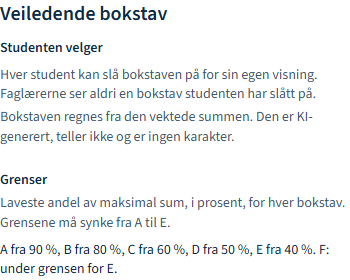 Veiledende bokstav
Studenten velger
Hver student kan slå bokstaven på for sin egen visning.
Faglærerne ser aldri en bokstav studenten har slått på.
Bokstaven regnes fra den vektede summen. Den er KI-
generert, teller ikke og er ingen karakter.
Grenser
Laveste andel av maksimal sum, i prosent, for hver bokstav.
Grensene må synke fra A til E.
A fra 90 %, B fra 80 %, C fra 60 %, D fra 50 %, E fra 40 %. F:
under grensen for E.